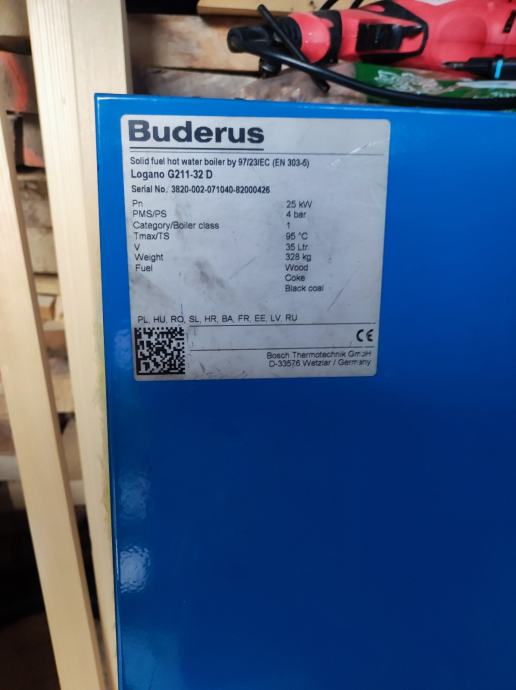 Buderus
Solid fuel hot water boiler by 97/23/EC (EN 303-5)
Logano G211-32 D
Serial No. 3820-002-071040-82000426
Pn 25 kW
PMS/PS 4 bar
Category/Boiler class 1
Tmax/TS 95 °C
V 35 Ltr.
Weight 328 kg
Fuel Wood
Coke
Black coal
PL, HU, RO, SL, HR, BA, FR, EE, LV, RU
CE
Bosch Thermotechnik GmbH
D-33576 Wetzlar / Germany